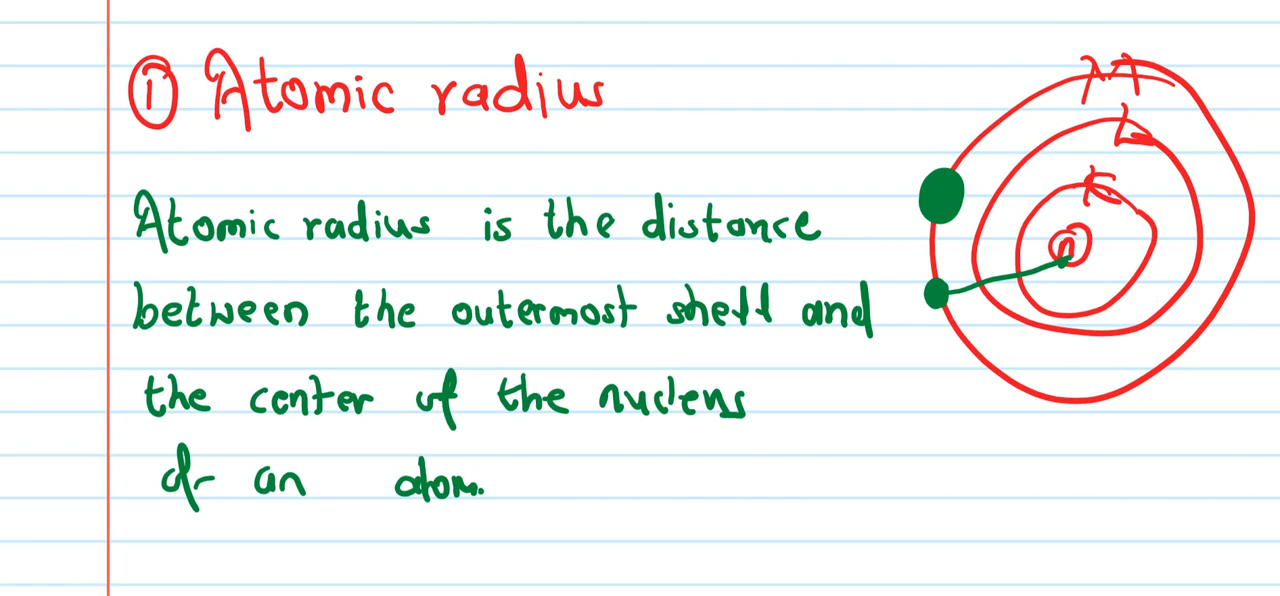 ① Atomic radius
Atomic radius is the distance
between the outermost shell and
the center of the nucleus
of an atom.
M
L
K
n